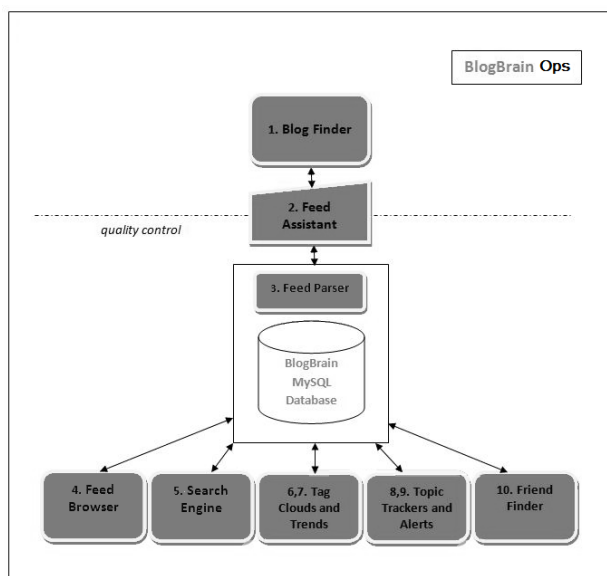 BlogBrain Ops
1. Blog Finder
2. Feed
Assistant
quality control
3. Feed Parser
BlogBrain
MySQL
Database
4. Feed
Browser
5. Search
Engine
6,7. Tag
Clouds and
Trends
8,9. Topic
Trackers and
Alerts
10. Friend
Finder